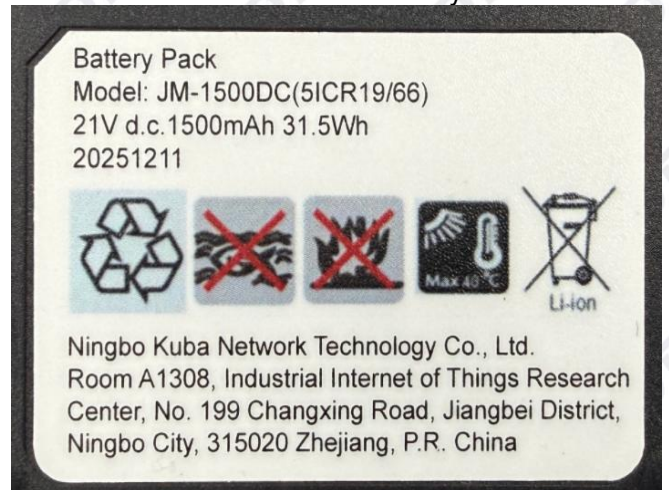 Battery Pack
Model: JM-1500DC(5ICR19/66)
21V d.c.1500mAh 31.5Wh
20251211
Max 40°C
Li-ion
Ningbo Kuba Network Technology Co., Ltd.
Room A1308, Industrial Internet of Things Research
Center, No. 199 Changxing Road, Jiangbei District,
Ningbo City, 315020 Zhejiang, P.R. China